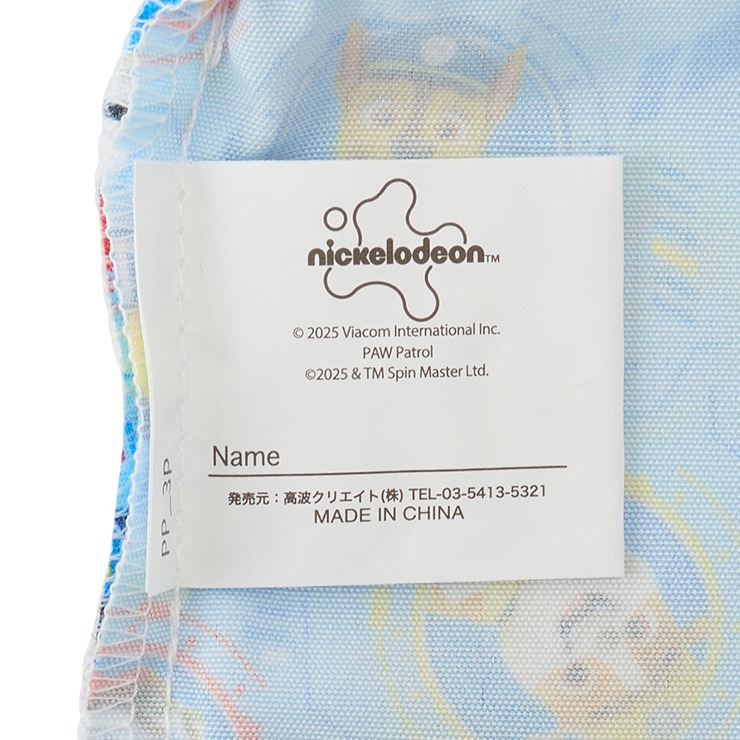 nickelodeon™
© 2025 Viacom International Inc.
PAW Patrol
©2025 & TM Spin Master Ltd.
Name
発売元：高波クリエイト(株) TEL-03-5413-5321
MADE IN CHINA
PP_3P